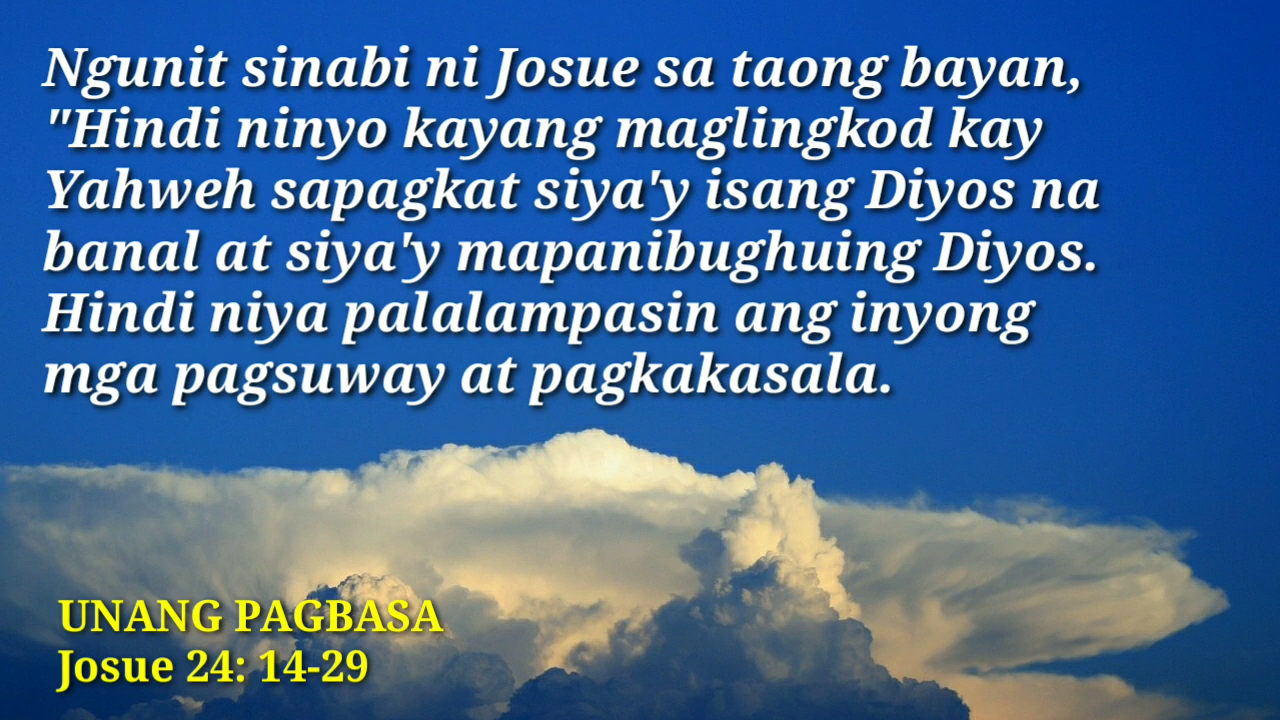 Ngunit sinabi ni Josue sa taong bayan,
"Hindi ninyo kayang maglingkod kay
Yahweh sapagkat siya'y isang Diyos na
banal at siya'y mapanibughuing Diyos.
Hindi niya palalampasin ang inyong
mga pagsuway at pagkakasala.
UNANG PAGBASA
Josue 24: 14-29